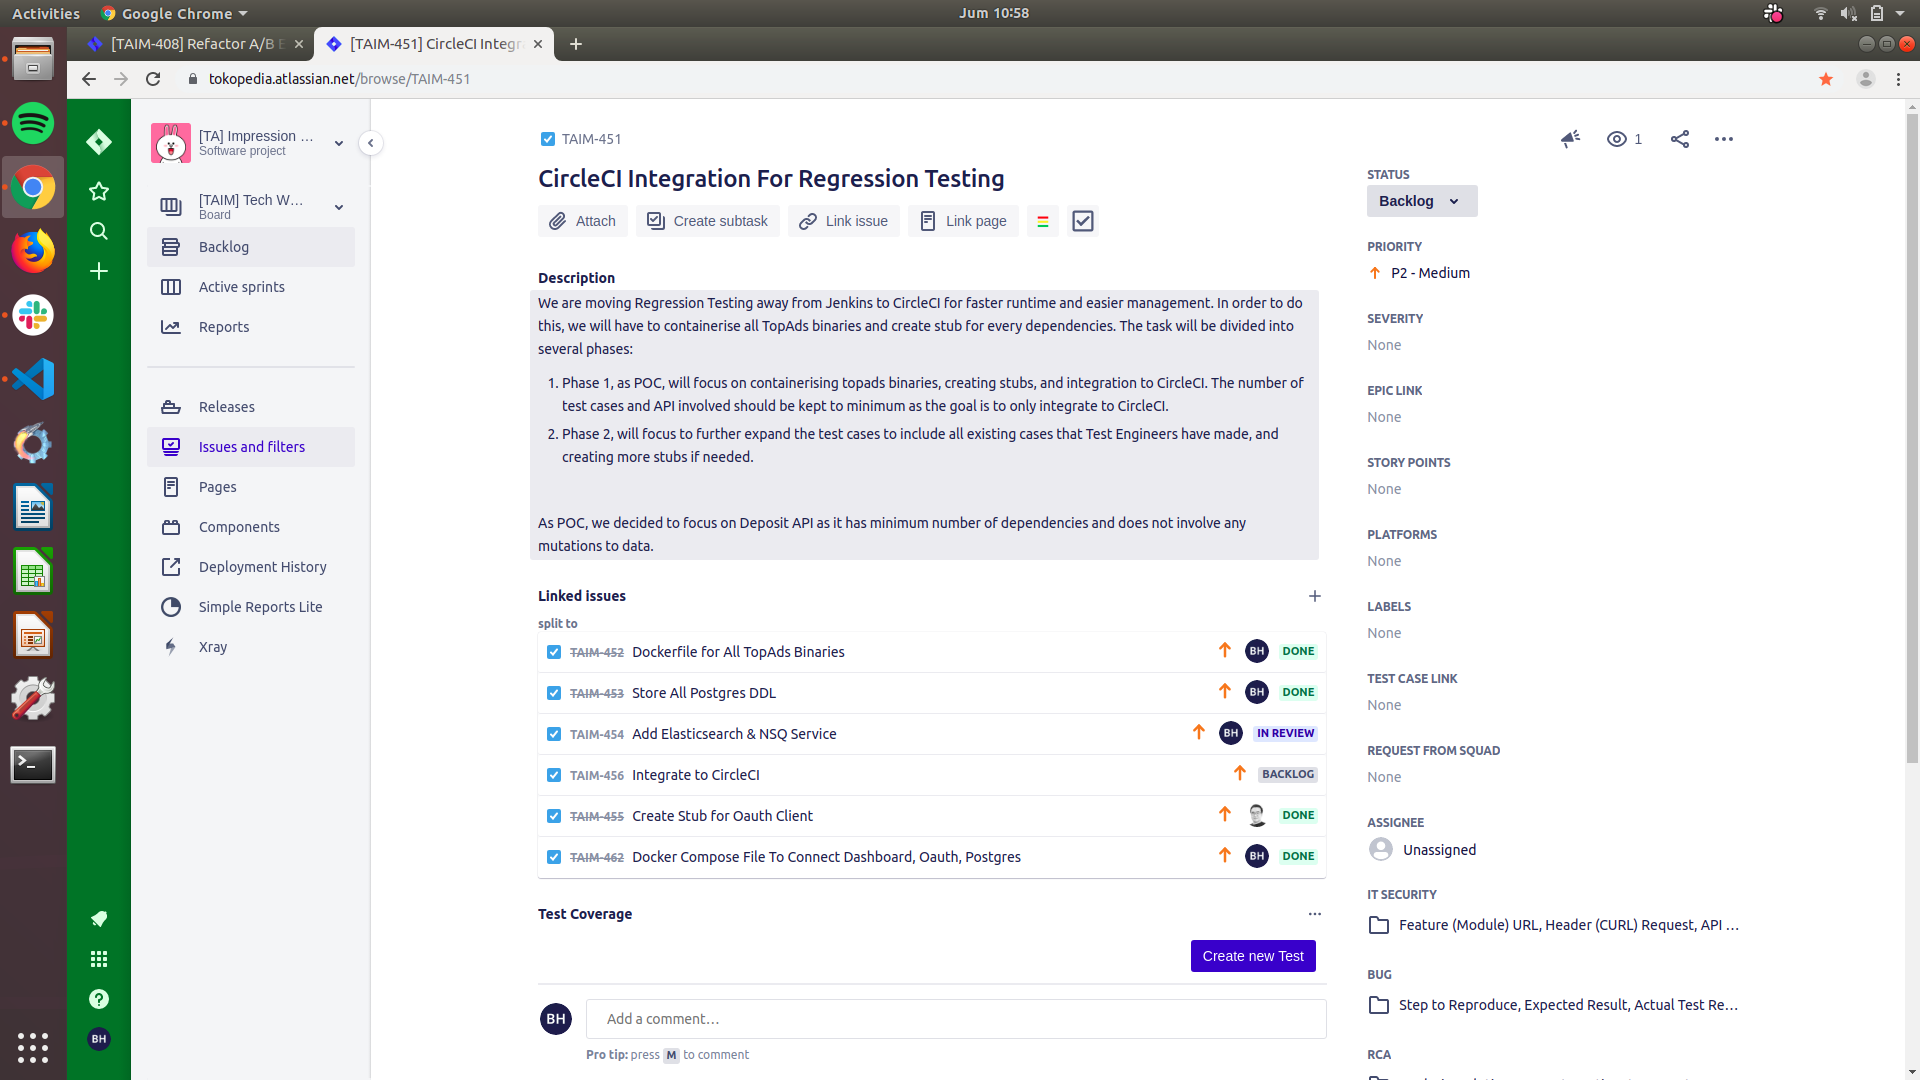 Activities
Google Chrome
Jum 10:58
[TAIM-408] Refactor A/B
[TAIM-451] CircleCI Integr
tokopedia.atlassian.net/browse/TAIM-451
[TA] Impression ...
Software project
[TAIM] Tech W...
Board
Backlog
Active sprints
Reports
Releases
Issues and filters
Pages
Components
Deployment History
Simple Reports Lite
Xray
BH
TAIM-451
1
CircleCI Integration For Regression Testing
Attach
Create subtask
Link issue
Link page
Description
We are moving Regression Testing away from Jenkins to CircleCI for faster runtime and easier management. In order to do
this, we will have to containerise all TopAds binaries and create stub for every dependencies. The task will be divided into
several phases:
1. Phase 1, as POC, will focus on containerising topads binaries, creating stubs, and integration to CircleCI. The number of
test cases and API involved should be kept to minimum as the goal is to only integrate to CircleCI.
2. Phase 2, will focus to further expand the test cases to include all existing cases that Test Engineers have made, and
creating more stubs if needed.
As POC, we decided to focus on Deposit API as it has minimum number of dependencies and does not involve any
mutations to data.
Linked issues
split to
TAIM-452 Dockerfile for All TopAds Binaries BH DONE
TAIM-453 Store All Postgres DDL BH DONE
TAIM-454 Add Elasticsearch & NSQ Service BH IN REVIEW
TAIM-456 Integrate to CircleCI BACKLOG
TAIM-455 Create Stub for Oauth Client DONE
TAIM-462 Docker Compose File To Connect Dashboard, Oauth, Postgres BH DONE
Test Coverage
Create new Test
BH
Add a comment...
Pro tip: press M to comment
STATUS
Backlog
PRIORITY
P2 - Medium
SEVERITY
None
EPIC LINK
None
STORY POINTS
None
PLATFORMS
None
LABELS
None
TEST CASE LINK
None
REQUEST FROM SQUAD
None
ASSIGNEE
Unassigned
IT SECURITY
Feature (Module) URL, Header (CURL) Request, API ...
BUG
Step to Reproduce, Expected Result, Actual Test Re...
RCA